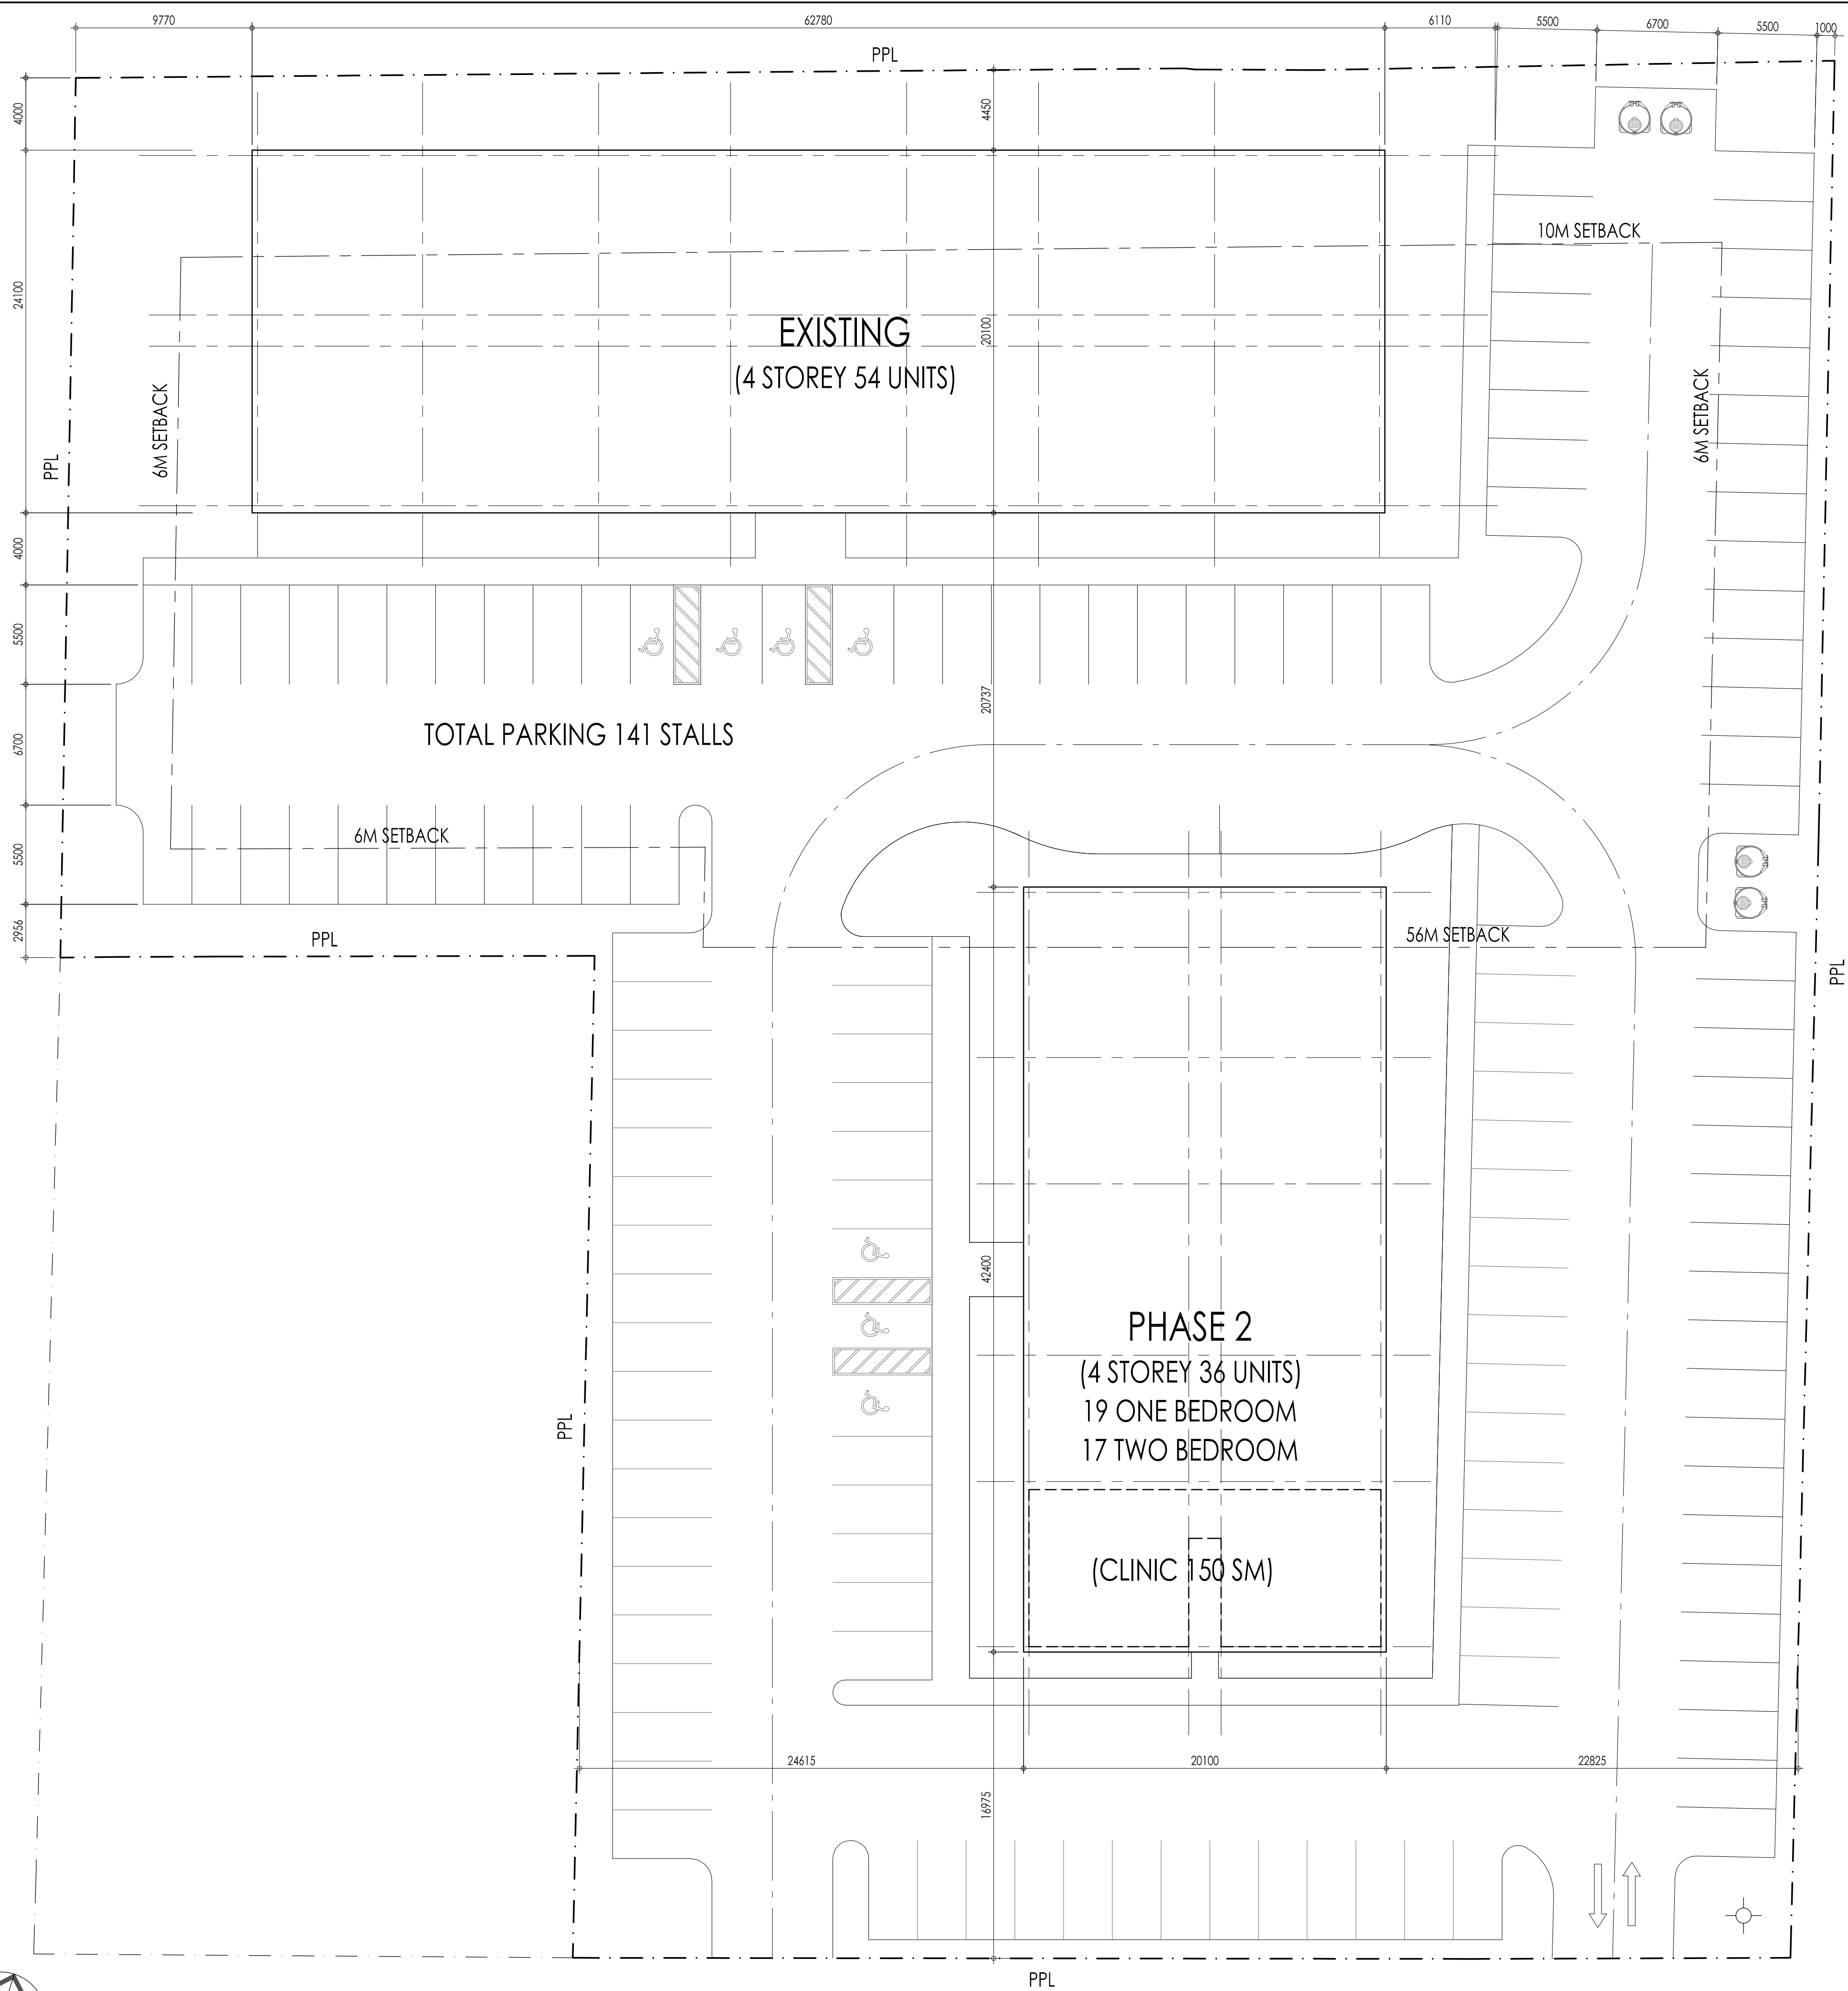 9770
62780
6110
5500
6700
5500
1000
PPL
4000
4450
10M SETBACK
24100
EXISTING
(4 STOREY 54 UNITS)
20100
6M SETBACK
6M SETBACK
PPL
4000
5500
20737
TOTAL PARKING 141 STALLS
6700
6M SETBACK
5500
2956
PPL
56M SETBACK
PPL
42400
PHASE 2
(4 STOREY 36 UNITS)
19 ONE BEDROOM
17 TWO BEDROOM
PPL
(CLINIC 150 SM)
24615
20100
22825
16975
PPL